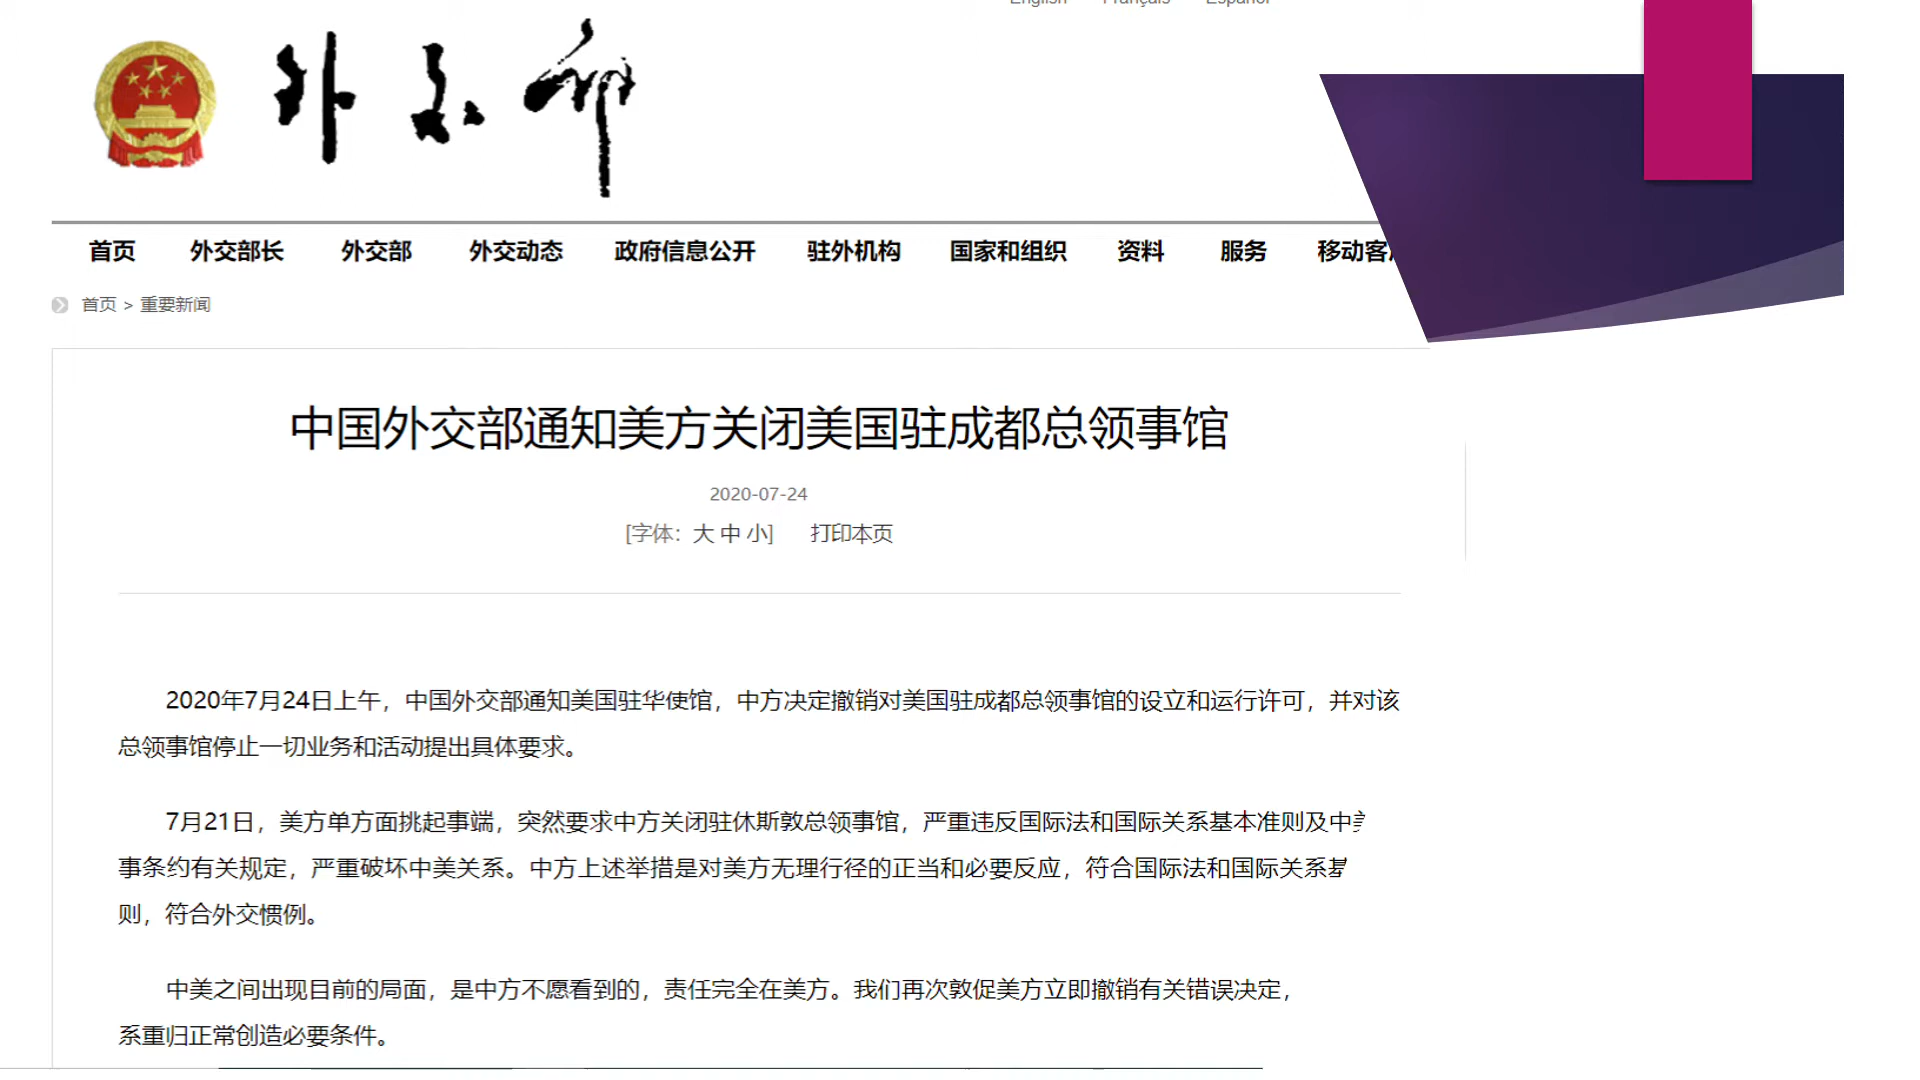 English Français Español
外交部
首页 外交部长 外交部 外交动态 政府信息公开 驻外机构 国家和组织 资料 服务 移动客
首页 > 重要新闻
中国外交部通知美方关闭美国驻成都总领事馆
2020-07-24
[字体：大 中 小] 打印本页
2020年7月24日上午，中国外交部通知美国驻华使馆，中方决定撤销对美国驻成都总领事馆的设立和运行许可，并对该
总领事馆停止一切业务和活动提出具体要求。
7月21日，美方单方面挑起事端，突然要求中方关闭驻休斯敦总领事馆，严重违反国际法和国际关系基本准则及中
事条约有关规定，严重破坏中美关系。中方上述举措是对美方无理行径的正当和必要反应，符合国际法和国际关系
则，符合外交惯例。
中美之间出现目前的局面，是中方不愿看到的，责任完全在美方。我们再次敦促美方立即撤销有关错误决定，
系重归正常创造必要条件。